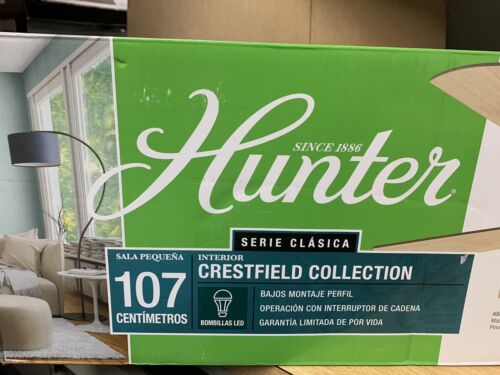 SINCE 1886
Hunter®
SERIE CLÁSICA
SALA PEQUEÑA
107
CENTÍMETROS
INTERIOR
CRESTFIELD COLLECTION
BOMBILLAS LED
BAJOS MONTAJE PERFIL
OPERACIÓN CON INTERRUPTOR DE CADENA
GARANTÍA LIMITADA DE POR VIDA